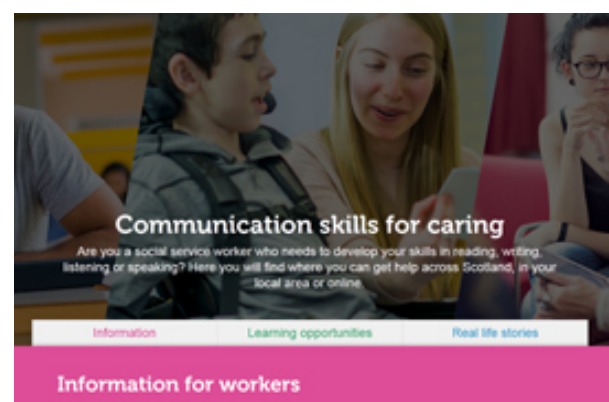 Communication skills for caring
Are you a social service worker who needs to develop your skills in reading, writing,
listening or speaking? Here you will find where you can get help across Scotland, in your
local area or online
Information
Learning opportunities
Real life stories
Information for workers